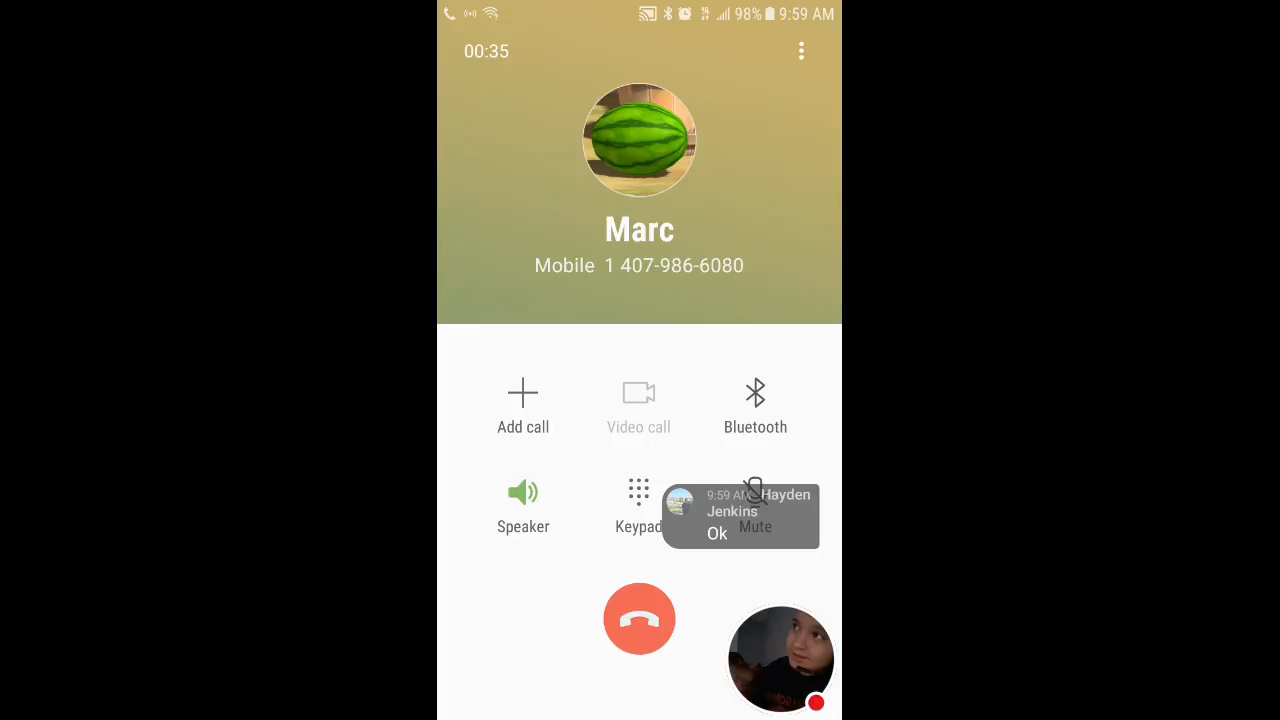 98% 9:59 AM
00:35
Marc
Mobile 1 407-986-6080
Add call
Video call
Bluetooth
9:59 AM Hayden
Jenkins
Ok
Speaker
Keypad
Mute